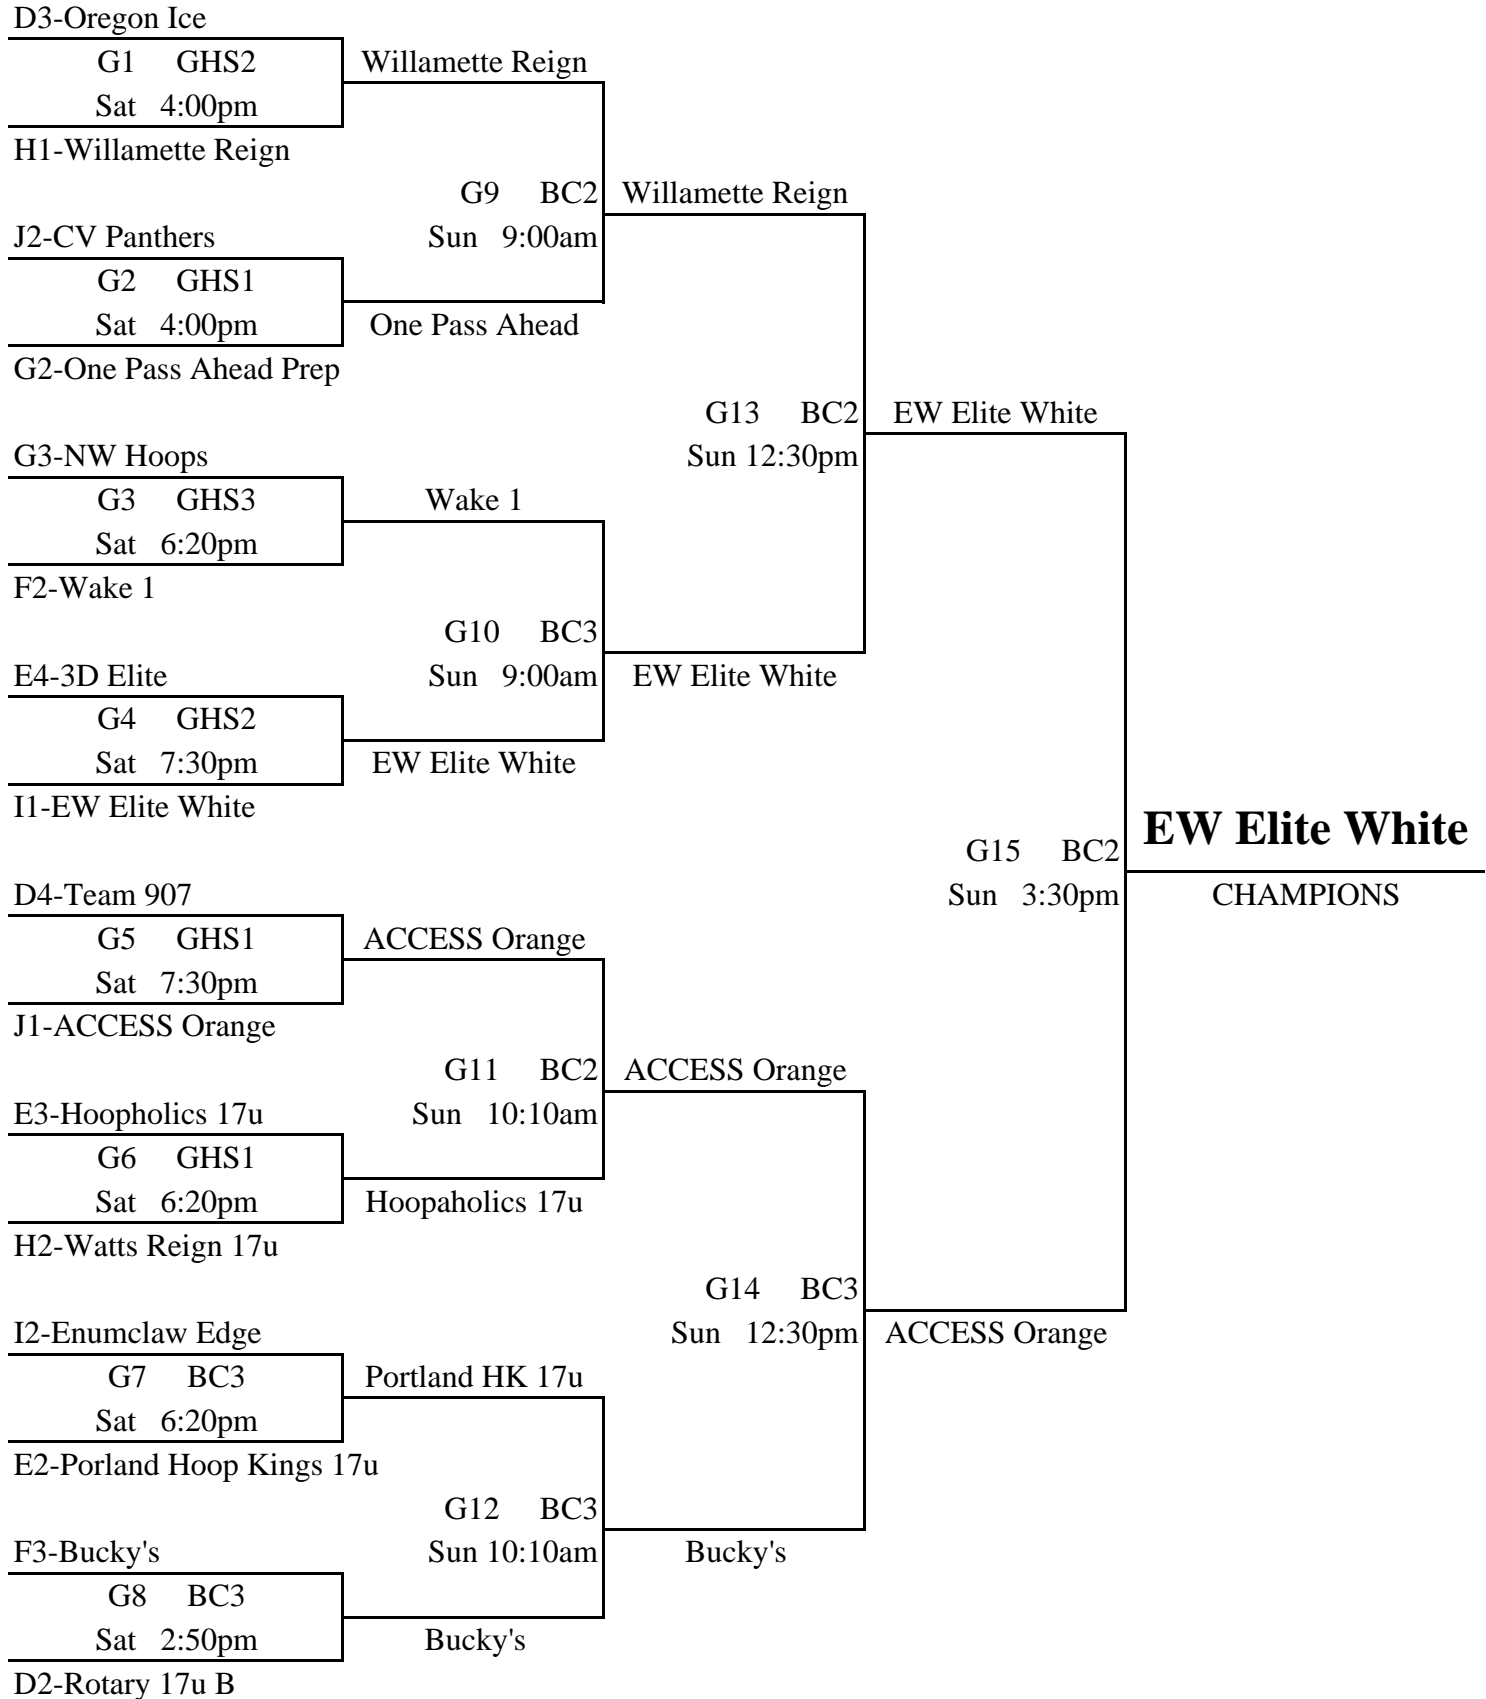 D3-Oregon Ice
G1 GHS2
Willamette Reign
Sat 4:00pm
H1-Willamette Reign
G9 BC2
Willamette Reign
J2-CV Panthers
Sun 9:00am
G2 GHS1
Sat 4:00pm
One Pass Ahead
G2-One Pass Ahead Prep
G13 BC2
EW Elite White
G3-NW Hoops
Sun 12:30pm
G3 GHS3
Wake 1
Sat 6:20pm
F2-Wake 1
G10 BC3
E4-3D Elite
Sun 9:00am
EW Elite White
G4 GHS2
Sat 7:30pm
EW Elite White
I1-EW Elite White
EW Elite White
G15 BC2
D4-Team 907
Sun 3:30pm
CHAMPIONS
G5 GHS1
ACCESS Orange
Sat 7:30pm
J1-ACCESS Orange
G11 BC2
ACCESS Orange
E3-Hoopholics 17u
Sun 10:10am
G6 GHS1
Sat 6:20pm
Hoopaholics 17u
H2-Watts Reign 17u
G14 BC3
I2-Enumclaw Edge
Sun 12:30pm
ACCESS Orange
G7 BC3
Portland HK 17u
Sat 6:20pm
E2-Porland Hoop Kings 17u
G12 BC3
F3-Bucky's
Sun 10:10am
Bucky's
G8 BC3
Sat 2:50pm
Bucky's
D2-Rotary 17u B